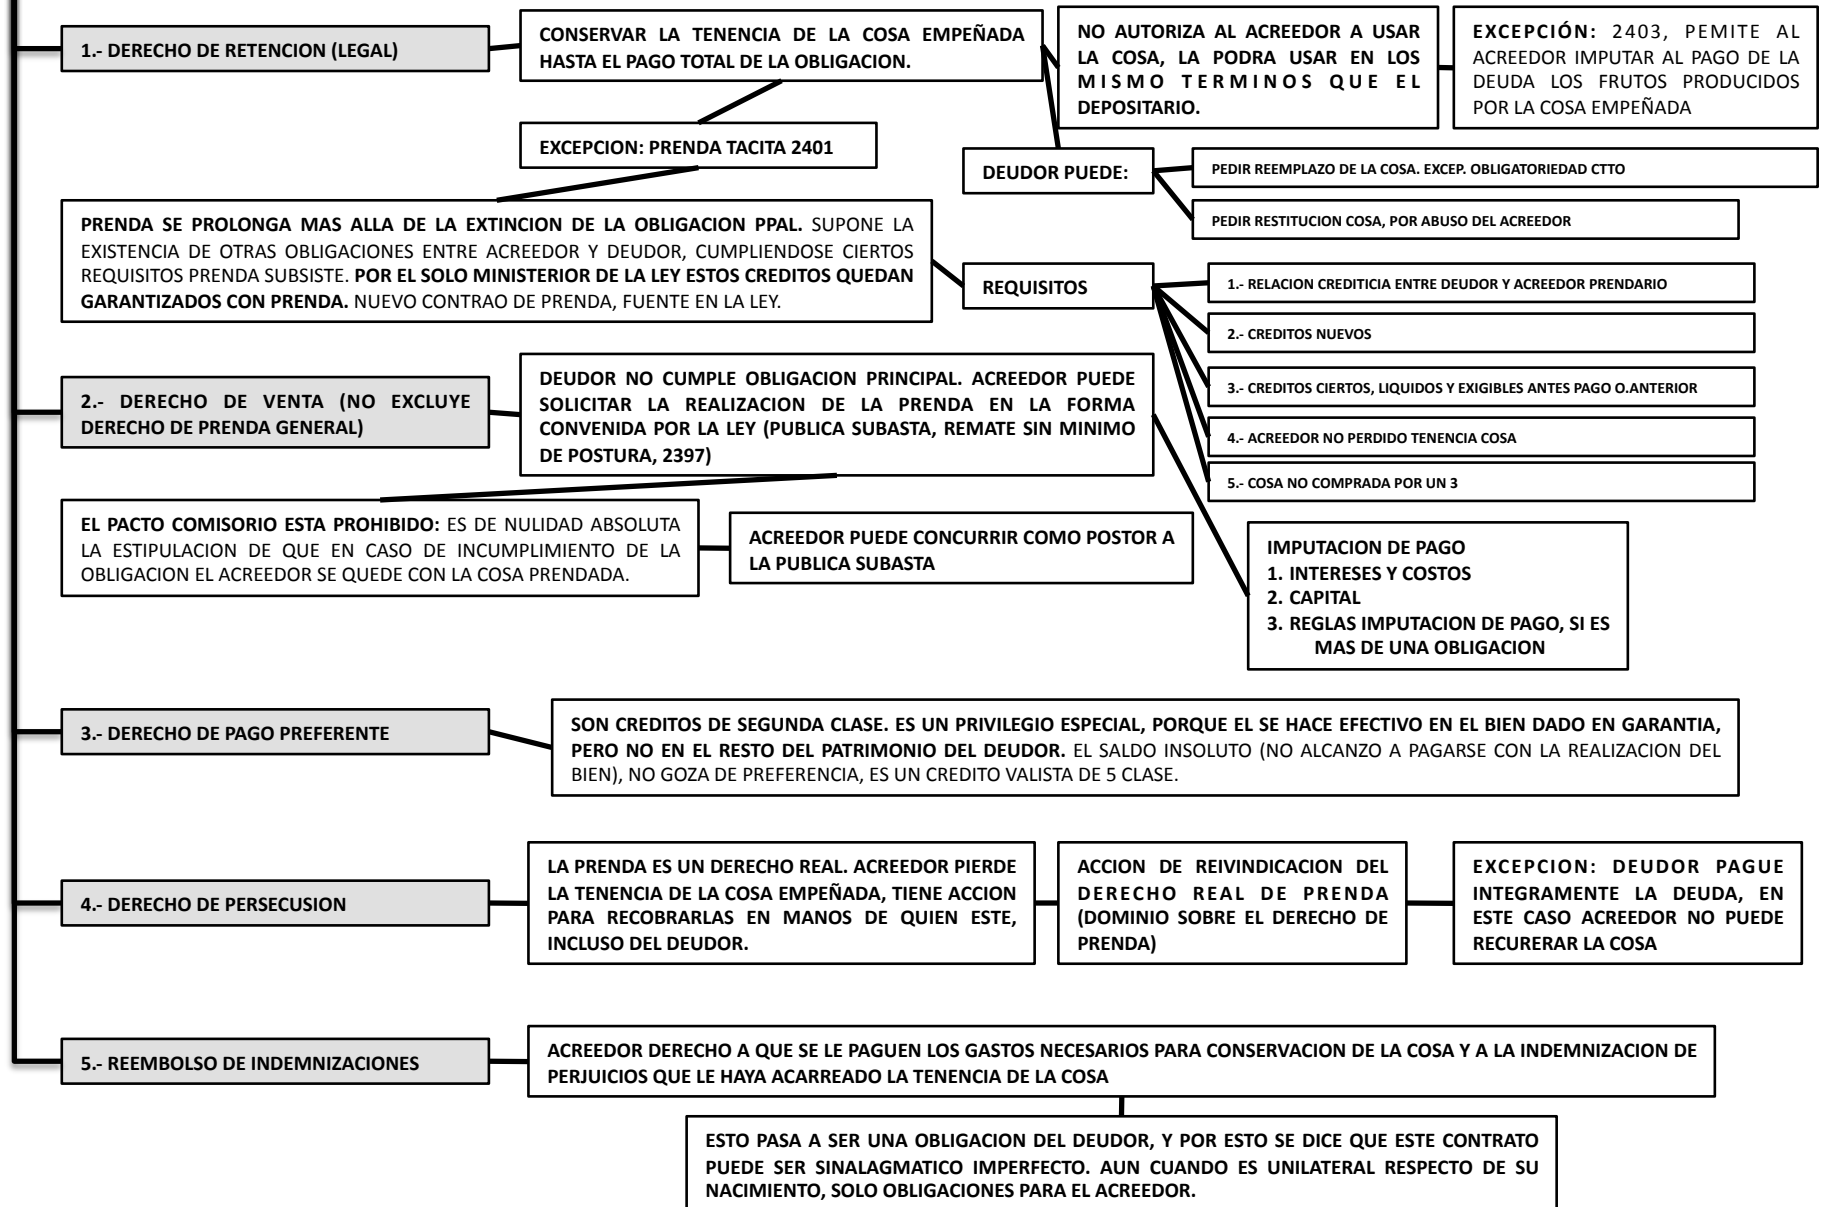 1.- DERECHO DE RETENCION (LEGAL)
CONSERVAR LA TENENCIA DE LA COSA EMPEÑADA
HASTA EL PAGO TOTAL DE LA OBLIGACION.
NO AUTORIZA AL ACREEDOR A USAR
LA COSA, LA PODRA USAR EN LOS
MISMO TERMINOS QUE EL
DEPOSITARIO.
EXCEPCIÓN: 2403, PEMITE AL
ACREEDOR IMPUTAR AL PAGO DE LA
DEUDA LOS FRUTOS PRODUCIDOS
POR LA COSA EMPEÑADA
EXCEPCION: PRENDA TACITA 2401
DEUDOR PUEDE:
PEDIR REEMPLAZO DE LA COSA. EXCEP. OBLIGATORIEDAD CTTO
PEDIR RESTITUCION COSA, POR ABUSO DEL ACREEDOR
PRENDA SE PROLONGA MAS ALLA DE LA EXTINCION DE LA OBLIGACION PPAL. SUPONE LA
EXISTENCIA DE OTRAS OBLIGACIONES ENTRE ACREEDOR Y DEUDOR, CUMPLIENDOSE CIERTOS
REQUISITOS PRENDA SUBSISTE. POR EL SOLO MINISTERIOR DE LA LEY ESTOS CREDITOS QUEDAN
GARANTIZADOS CON PRENDA. NUEVO CONTRAO DE PRENDA, FUENTE EN LA LEY.
REQUISITOS
1.- RELACION CREDITICIA ENTRE DEUDOR Y ACREEDOR PRENDARIO
2.- CREDITOS NUEVOS
3.- CREDITOS CIERTOS, LIQUIDOS Y EXIGIBLES ANTES PAGO O.ANTERIOR
4.- ACREEDOR NO PERDIDO TENENCIA COSA
5.- COSA NO COMPRADA POR UN 3
2.- DERECHO DE VENTA (NO EXCLUYE
DERECHO DE PRENDA GENERAL)
DEUDOR NO CUMPLE OBLIGACION PRINCIPAL. ACREEDOR PUEDE
SOLICITAR LA REALIZACION DE LA PRENDA EN LA FORMA
CONVENIDA POR LA LEY (PUBLICA SUBASTA, REMATE SIN MINIMO
DE POSTURA, 2397)
EL PACTO COMISORIO ESTA PROHIBIDO: ES DE NULIDAD ABSOLUTA
LA ESTIPULACION DE QUE EN CASO DE INCUMPLIMIENTO DE LA
OBLIGACION EL ACREEDOR SE QUEDE CON LA COSA PRENDADA.
ACREEDOR PUEDE CONCURRIR COMO POSTOR A
LA PUBLICA SUBASTA
IMPUTACION DE PAGO
1. INTERESES Y COSTOS
2. CAPITAL
3. REGLAS IMPUTACION DE PAGO, SI ES
MAS DE UNA OBLIGACION
3.- DERECHO DE PAGO PREFERENTE
SON CREDITOS DE SEGUNDA CLASE. ES UN PRIVILEGIO ESPECIAL, PORQUE EL SE HACE EFECTIVO EN EL BIEN DADO EN GARANTIA,
PERO NO EN EL RESTO DEL PATRIMONIO DEL DEUDOR. EL SALDO INSOLUTO (NO ALCANZO A PAGARSE CON LA REALIZACION DEL
BIEN), NO GOZA DE PREFERENCIA, ES UN CREDITO VALISTA DE 5 CLASE.
4.- DERECHO DE PERSECUSION
LA PRENDA ES UN DERECHO REAL. ACREEDOR PIERDE
LA TENENCIA DE LA COSA EMPEÑADA, TIENE ACCION
PARA RECOBRARLAS EN MANOS DE QUIEN ESTE,
INCLUSO DEL DEUDOR.
ACCION DE REIVINDICACION DEL
DERECHO REAL DE PRENDA
(DOMINIO SOBRE EL DERECHO DE
PRENDA)
EXCEPCION: DEUDOR PAGUE
INTEGRAMENTE LA DEUDA, EN
ESTE CASO ACREEDOR NO PUEDE
RECURERAR LA COSA
5.- REEMBOLSO DE INDEMNIZACIONES
ACREEDOR DERECHO A QUE SE LE PAGUEN LOS GASTOS NECESARIOS PARA CONSERVACION DE LA COSA Y A LA INDEMNIZACION DE
PERJUICIOS QUE LE HAYA ACARREADO LA TENENCIA DE LA COSA
ESTO PASA A SER UNA OBLIGACION DEL DEUDOR, Y POR ESTO SE DICE QUE ESTE CONTRATO
PUEDE SER SINALAGMATICO IMPERFECTO. AUN CUANDO ES UNILATERAL RESPECTO DE SU
NACIMIENTO, SOLO OBLIGACIONES PARA EL ACREEDOR.